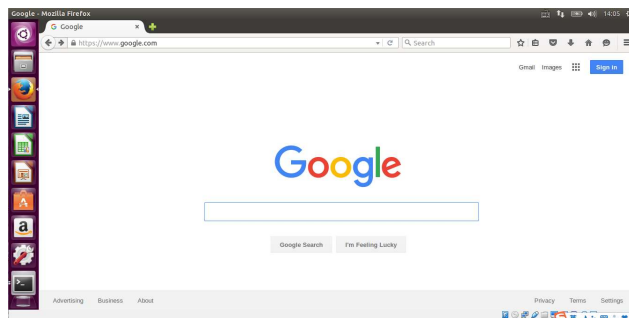 Google - Mozilla Firefox 14:05
G Google
https://www.google.com Search
Gmail Images Sign in
Google
Google Search I'm Feeling Lucky
Advertising Business About Privacy Terms Settings